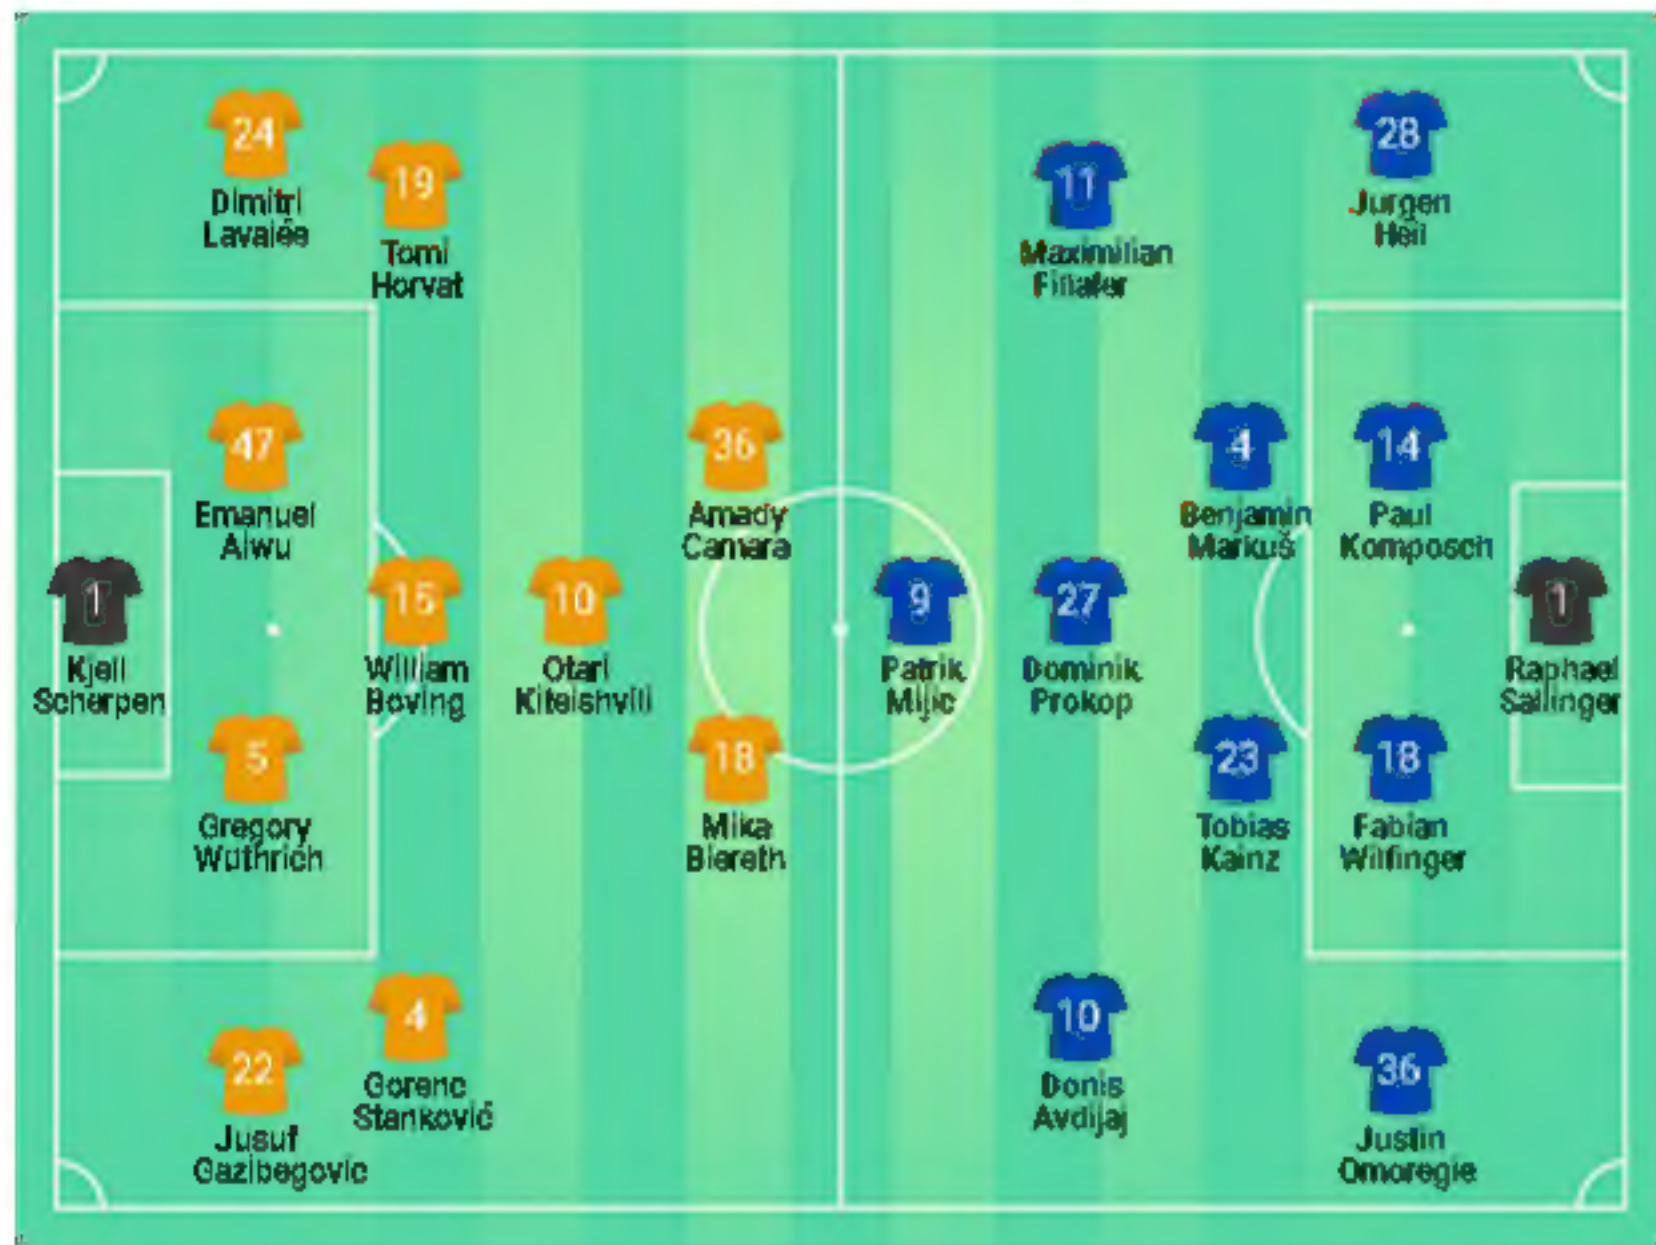 24
Dimitri
Lavalée
19
Tomi
Horvat
47
Emanuel
Aiwu
1
Kjell
Scherpen
15
William
Boving
10
Otari
Kiteishvili
36
Amady
Camara
5
Gregory
Wüthrich
18
Mika
Biereth
22
Jusuf
Gazibegovic
4
Gorenc
Stanković
11
Maximilian
Fillafer
28
Jurgen
Heil
4
Benjamin
Markuš
14
Paul
Komposch
9
Patrik
Mijic
27
Dominik
Prokop
1
Raphael
Sallinger
23
Tobias
Kainz
18
Fabian
Wilfinger
10
Donis
Avdijaj
36
Justin
Omoregie